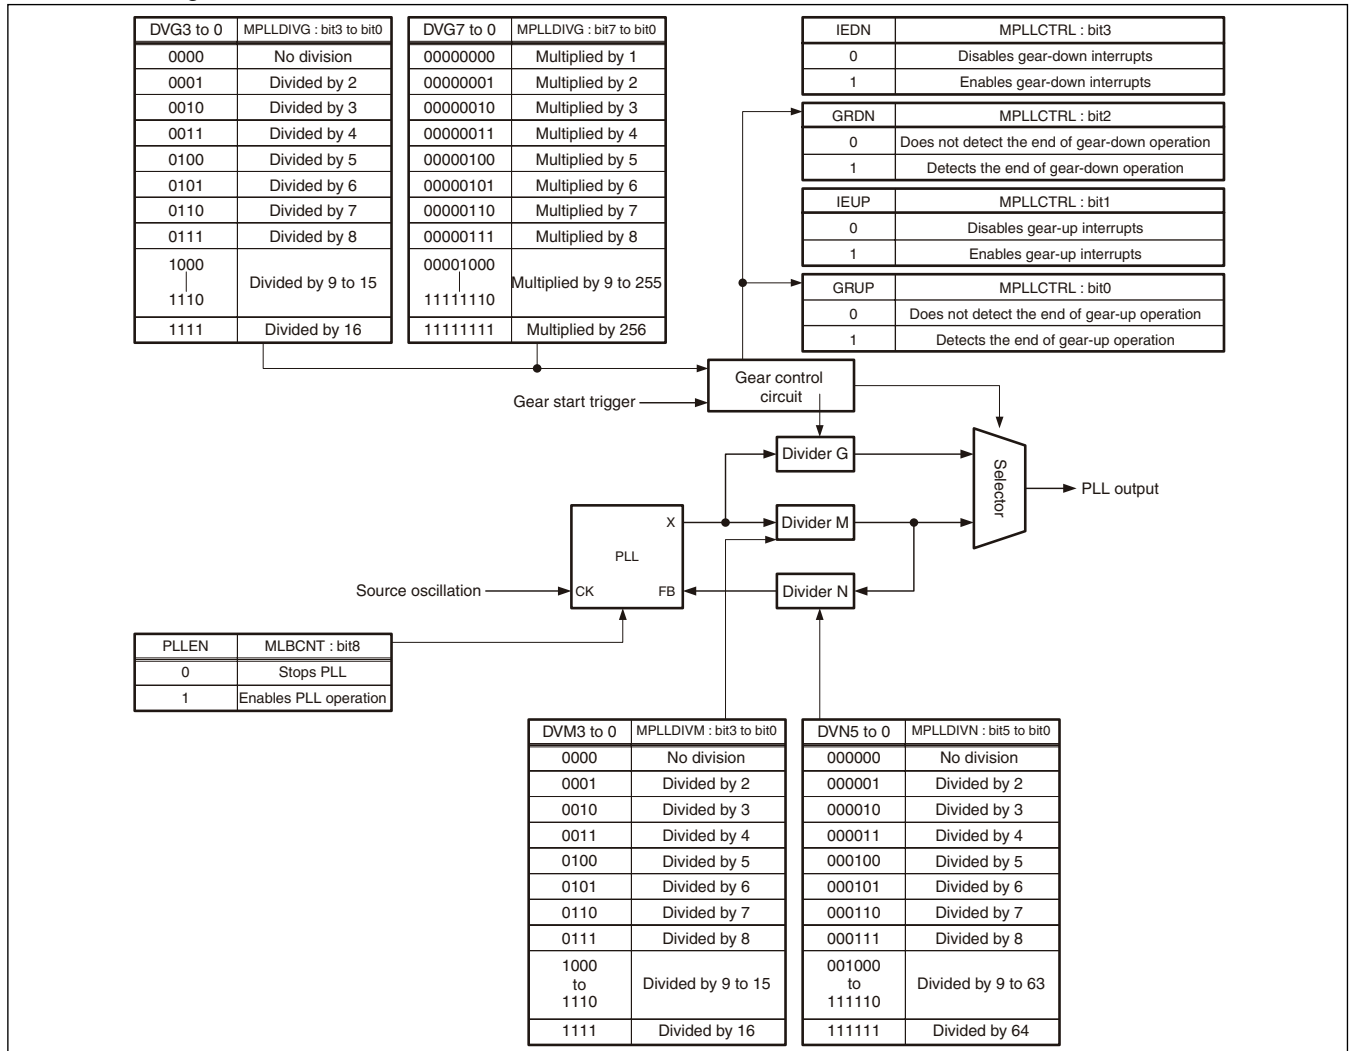 DVG3 to 0 MPLLDIVG : bit3 to bit0
0000 No division
0001 Divided by 2
0010 Divided by 3
0011 Divided by 4
0100 Divided by 5
0101 Divided by 6
0110 Divided by 7
0111 Divided by 8
1000
1110
Divided by 9 to 15
1111 Divided by 16
DVG7 to 0 MPLLDIVG : bit7 to bit0
00000000 Multiplied by 1
00000001 Multiplied by 2
00000010 Multiplied by 3
00000011 Multiplied by 4
00000100 Multiplied by 5
00000101 Multiplied by 6
00000110 Multiplied by 7
00000111 Multiplied by 8
00001000
11111110
Multiplied by 9 to 255
11111111 Multiplied by 256
IEDN MPLLCTRL : bit3
0 Disables gear-down interrupts
1 Enables gear-down interrupts
GRDN MPLLCTRL : bit2
0 Does not detect the end of gear-down operation
1 Detects the end of gear-down operation
IEUP MPLLCTRL : bit1
0 Disables gear-up interrupts
1 Enables gear-up interrupts
GRUP MPLLCTRL : bit0
0 Does not detect the end of gear-up operation
1 Detects the end of gear-up operation
Gear control
circuit
Gear start trigger
Divider G
Selector
PLL output
X
Divider M
PLL
Source oscillation
CK
FB
Divider N
PLLEN MLBCNT : bit8
0 Stops PLL
1 Enables PLL operation
DVM3 to 0 MPLLDIVM : bit3 to bit0
0000 No division
0001 Divided by 2
0010 Divided by 3
0011 Divided by 4
0100 Divided by 5
0101 Divided by 6
0110 Divided by 7
0111 Divided by 8
1000
to
1110
Divided by 9 to 15
1111 Divided by 16
DVN5 to 0 MPLLDIVN : bit5 to bit0
000000 No division
000001 Divided by 2
000010 Divided by 3
000011 Divided by 4
000100 Divided by 5
000101 Divided by 6
000110 Divided by 7
000111 Divided by 8
001000
to
111110
Divided by 9 to 63
111111 Divided by 64